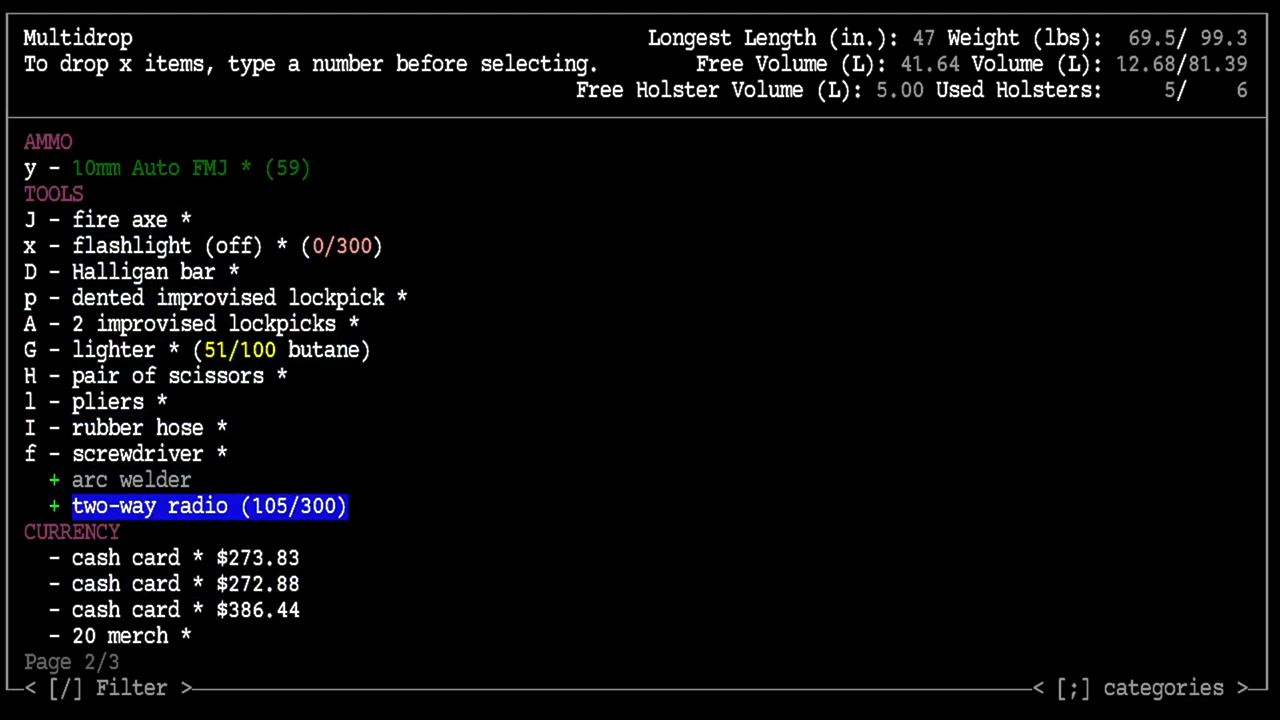 Multidrop Longest Length (in.): 47 Weight (lbs): 69.5/ 99.3
To drop x items, type a number before selecting. Free Volume (L): 41.64 Volume (L): 12.68/81.39
Free Holster Volume (L): 5.00 Used Holsters: 5/ 6
AMMO
y - 10mm Auto FMJ * (59)
TOOLS
J - fire axe *
x - flashlight (off) * (0/300)
D - Halligan bar *
p - dented improvised lockpick *
A - 2 improvised lockpicks *
G - lighter * (51/100 butane)
H - pair of scissors *
l - pliers *
I - rubber hose *
f - screwdriver *
+ arc welder
+ two-way radio (105/300)
CURRENCY
- cash card * $273.83
- cash card * $272.88
- cash card * $386.44
- 20 merch *
Page 2/3
< [/] Filter > < [;] categories >